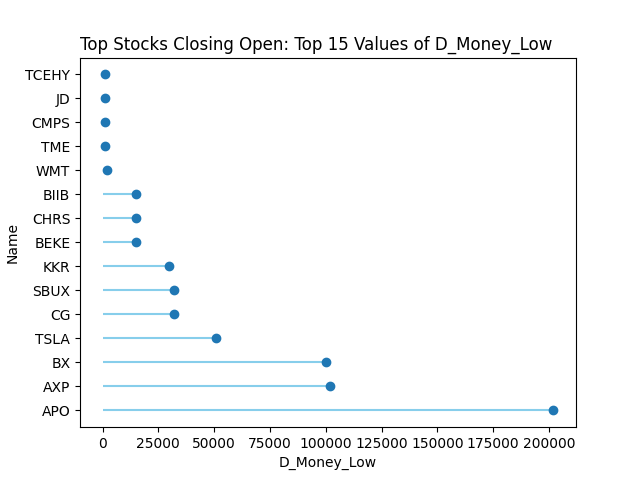 Top Stocks Closing Open: Top 15 Values of D_Money_Low
TCEHY
JD
CMPS
TME
WMT
BIIB
CHRS
BEKE
KKR
SBUX
CG
TSLA
BX
AXP
APO
Name
0 25000 50000 75000 100000 125000 150000 175000 200000
D_Money_Low